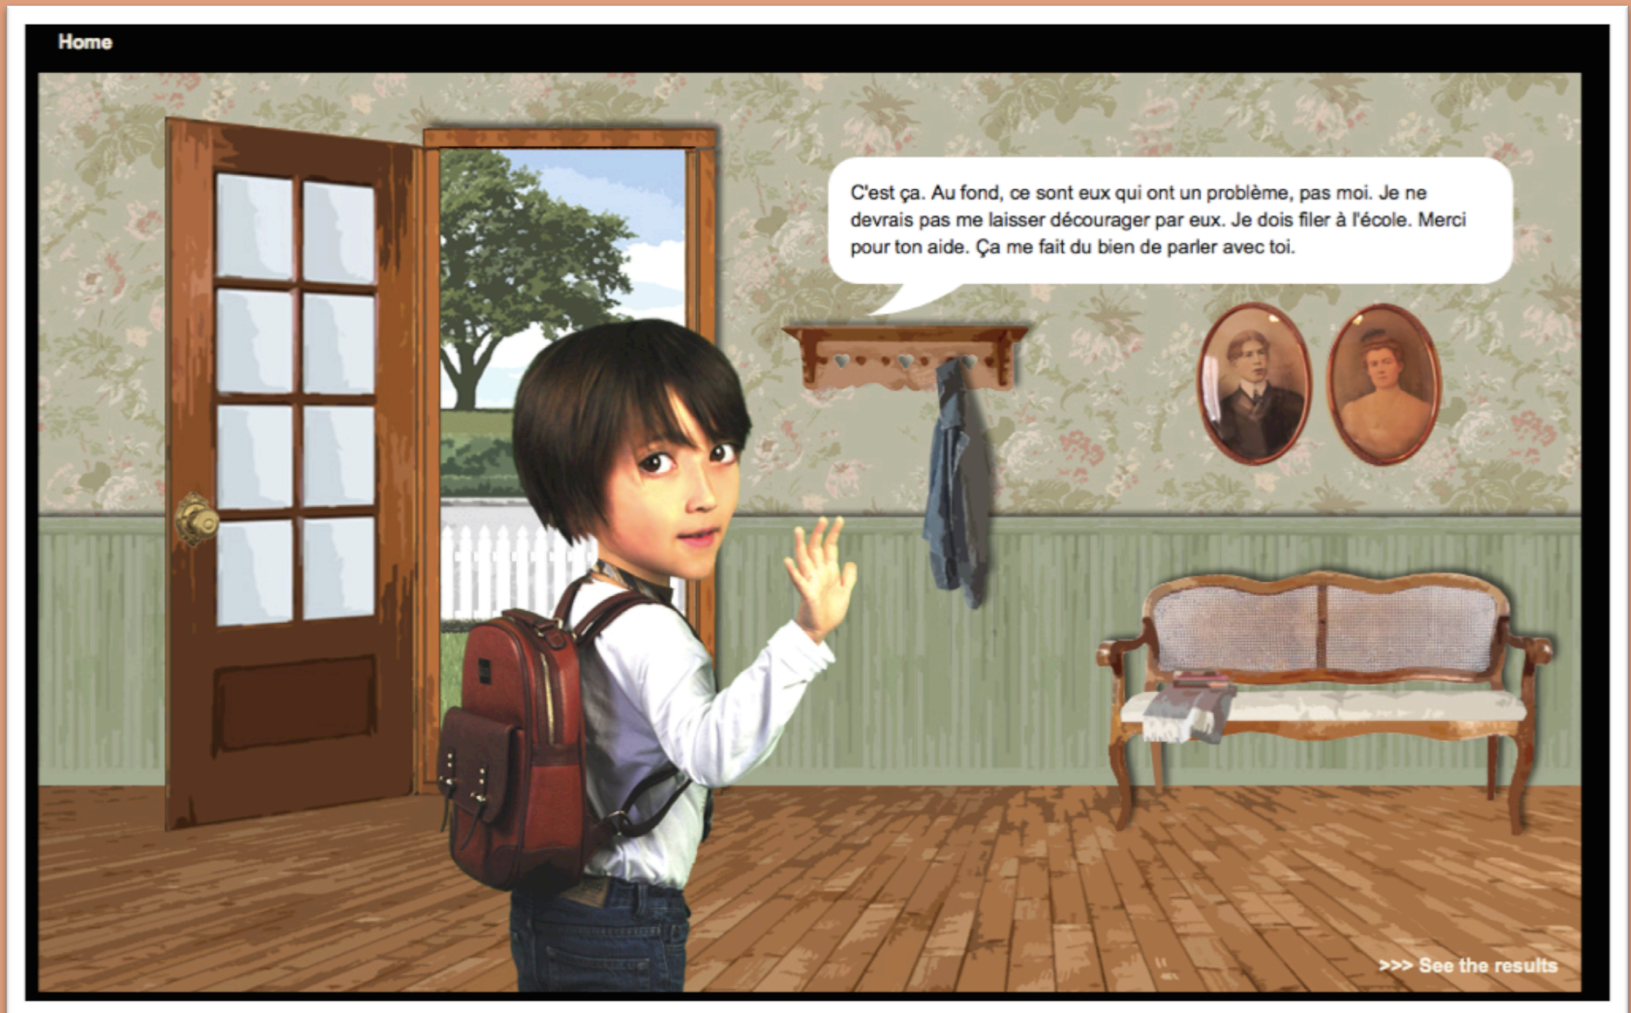 Home
C'est ça. Au fond, ce sont eux qui ont un problème, pas moi. Je ne
devrais pas me laisser décourager par eux. Je dois filer à l'école. Merci
pour ton aide. Ça me fait du bien de parler avec toi.
>>> See the results